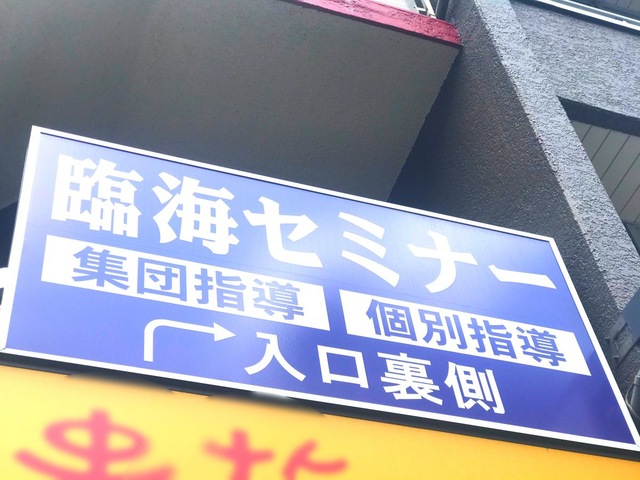 臨海セミナー
集団指導 個別指導
入口裏側